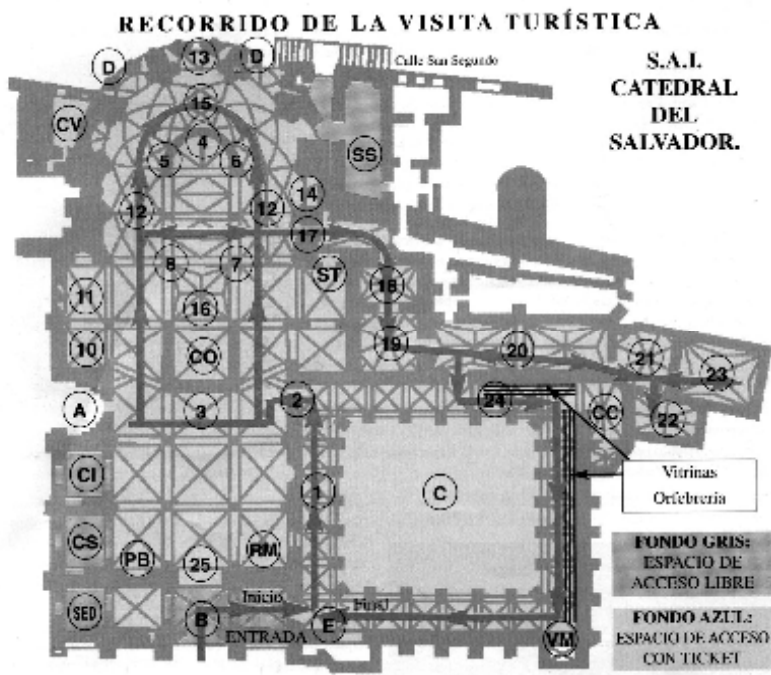 RECORRIDO DE LA VISITA TURÍSTICA
Calle San Segundo
S.A.I.
CATEDRAL
DEL
SALVADOR.
D
13
D
15
CV
4
5
6
SS
12
12
14
17
8
7
ST
18
11
16
10
CO
19
20
21
23
A
3
2
24
CC
22
CI
1
C
Vitrinas
Orfebrería
CS
PB
25
RM
FONDO GRIS:
ESPACIO DE
ACCESO LIBRE
SED
B
Inicio
Final
E
ENTRADA
VM
FONDO AZUL:
ESPACIO DE ACCESO
CON TICKET